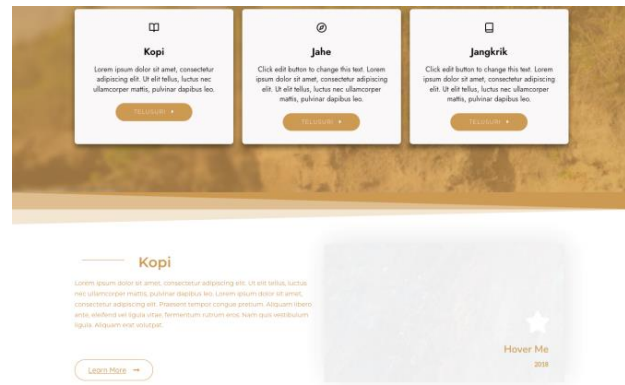 Kopi
Lorem ipsum dolor sit amet, consectetur
adipiscing elit. Ut elit tellus, luctus nec
ullamcorper mattis, pulvinar dapibus leo.
TELUSURI
Jahe
Click edit button to change this text. Lorem
ipsum dolor sit amet, consectetur adipiscing
elit. Ut elit tellus, luctus nec ullamcorper
mattis, pulvinar dapibus leo.
TELUSURI
Jangkrik
Click edit button to change this text. Lorem
ipsum dolor sit amet, consectetur adipiscing
elit. Ut elit tellus, luctus nec ullamcorper
mattis, pulvinar dapibus leo.
TELUSURI
Kopi
Lorem ipsum dolor sit amet, consectetur adipiscing elit. Ut elit tellus, luctus
nec ullamcorper mattis, pulvinar dapibus leo. Lorem ipsum dolor sit amet,
consectetur adipiscing elit. Praesent tempor congue pretium. Aliquam libero
ante, eleifend vel ligula vitae, fermentum rutrum eros. Nam quis vestibulum
ligula. Aliquam erat volutpat.
Learn More
Hover Me
2018